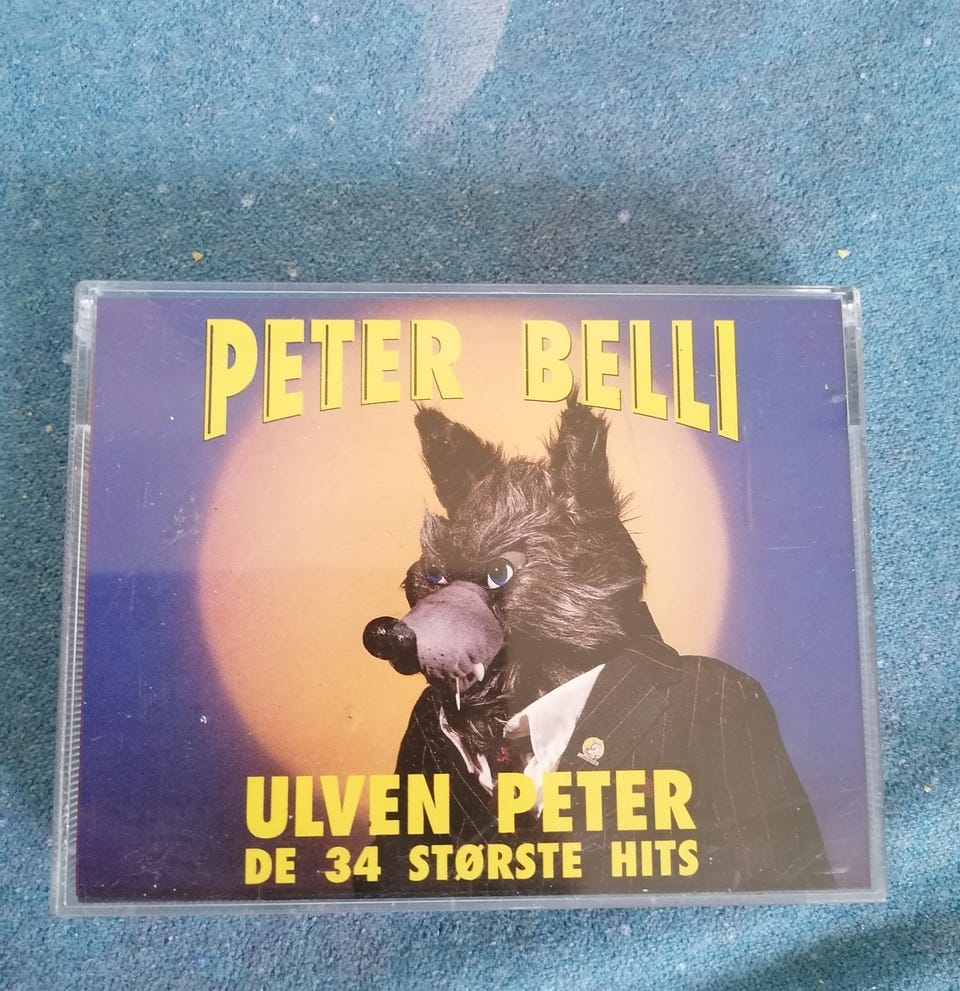 PETER BELLI
ULVEN PETER
DE 34 STØRSTE HITS